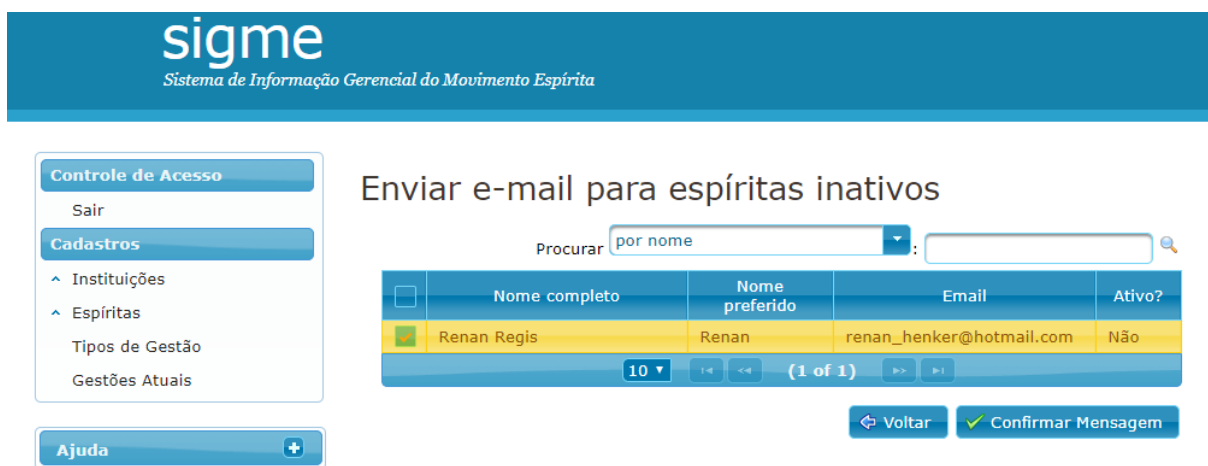 sigme
Sistema de Informação Gerencial do Movimento Espírita
Controle de Acesso
Sair
Cadastros
Instituições
Espíritas
Tipos de Gestão
Gestões Atuais
Ajuda
Enviar e-mail para espíritas inativos
Procurar por nome :
Nome completo Nome preferido Email Ativo?
Renan Regis Renan renan_henker@hotmail.com Não
10 (1 of 1)
Voltar Confirmar Mensagem